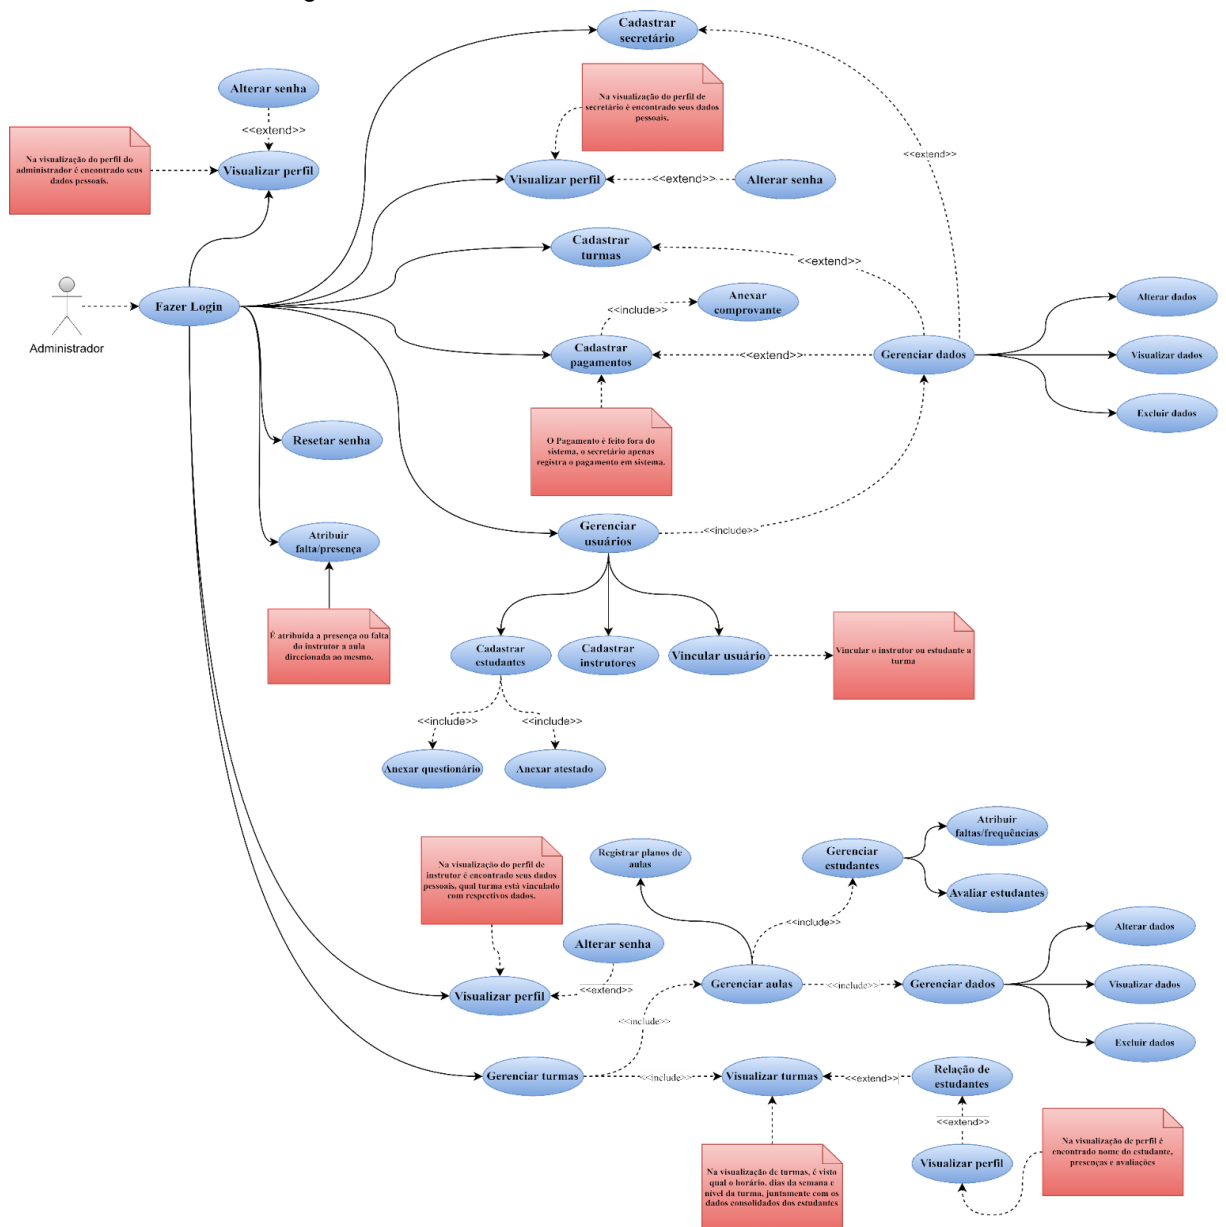 Cadastrar
secretário
Alterar senha
<<extend>>
Na visualização do perfil do
administrador é encontrado seus
dados pessoais.
Visualizar perfil
Na visualização do perfil de
secretário é encontrado seus dados
pessoais.
<<extend>>
Visualizar perfil
<<extend>>
Alterar senha
Cadastrar
turmas
<<extend>>
Administrador
Fazer Login
Anexar
comprovante
<<include>>
Cadastrar
pagamentos
<<extend>>
Gerenciar dados
Alterar dados
Visualizar dados
Excluir dados
Resetar senha
O Pagamento é feito fora do
sistema, o secretário apenas
registra o pagamento em sistema.
Gerenciar
usuários
<<include>>
Atribuir
falta/presença
É atribuída a presença ou falta
do instrutor a aula
direcionada ao mesmo.
Cadastrar
estudantes
Cadastrar
instrutores
Vincular usuário
Vincular o instrutor ou estudante a
turma
<<include>>
<<include>>
Anexar questionário
Anexar atestado
Na visualização do perfil de
instrutor é encontrado seus dados
pessoais, qual turma está vinculado
com respectivos dados.
Registrar planos de
aulas
Gerenciar
estudantes
Atribuir
faltas/frequências
Avaliar estudantes
<<include>>
Alterar senha
<<extend>>
Visualizar perfil
Gerenciar aulas
<<include>>
Gerenciar dados
Alterar dados
Visualizar dados
Excluir dados
<<include>>
Gerenciar turmas
<<include>>
Visualizar turmas
<<extend>>
Relação de
estudantes
<<extend>>
Visualizar perfil
Na visualização de perfil é
encontrado nome do estudante,
presenças e avaliações
Na visualização de turmas, é visto
qual o horário, dias da semana e
nível da turma, juntamente com os
dados consolidados dos estudantes